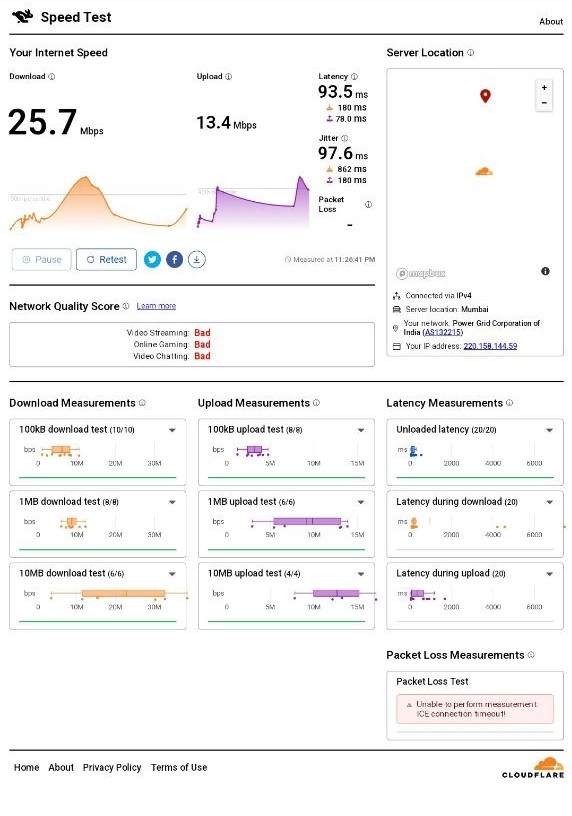 Speed Test
About
Your Internet Speed
Download
25.7 Mbps
Upload
13.4 Mbps
Latency
93.5 ms
180 ms
78.0 ms
Jitter
97.6 ms
862 ms
180 ms
Packet
Loss
-
Pause
Retest
Measured at 11:26:41 PM
Server Location
+
−
mapbox
Connected via IPv4
Server location: Mumbai
Your network: Power Grid Corporation of
India (AS132215)
Your IP address: 220.158.144.59
Network Quality Score
Learn more
Video Streaming: Bad
Online Gaming: Bad
Video Chatting: Bad
Download Measurements
100kB download test (10/10)
bps
0 10M 20M 30M
1MB download test (8/8)
bps
0 10M 20M 30M
10MB download test (6/6)
bps
0 10M 20M 30M
Upload Measurements
100kB upload test (8/8)
bps
0 5M 10M 15M
1MB upload test (6/6)
bps
0 5M 10M 15M
10MB upload test (4/4)
bps
0 5M 10M 15M
Latency Measurements
Unloaded latency (20/20)
ms
0 2000 4000 6000
Latency during download (20)
ms
0 2000 4000 6000
Latency during upload (20)
ms
0 2000 4000 6000
Packet Loss Measurements
Packet Loss Test
Unable to perform measurement:
ICE connection timeout!
Home About Privacy Policy Terms of Use
CLOUDFLARE